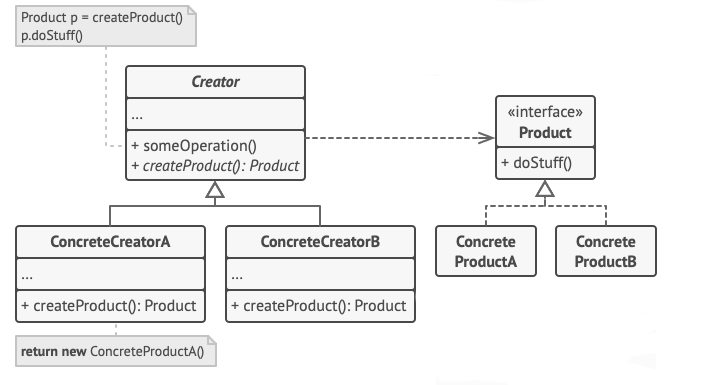 Product p = createProduct()
p.doStuff()
Creator
...
+ someOperation()
+ createProduct(): Product
«interface»
Product
+ doStuff()
ConcreteCreatorA
...
+ createProduct(): Product
ConcreteCreatorB
...
+ createProduct(): Product
Concrete
ProductA
Concrete
ProductB
return new ConcreteProductA()